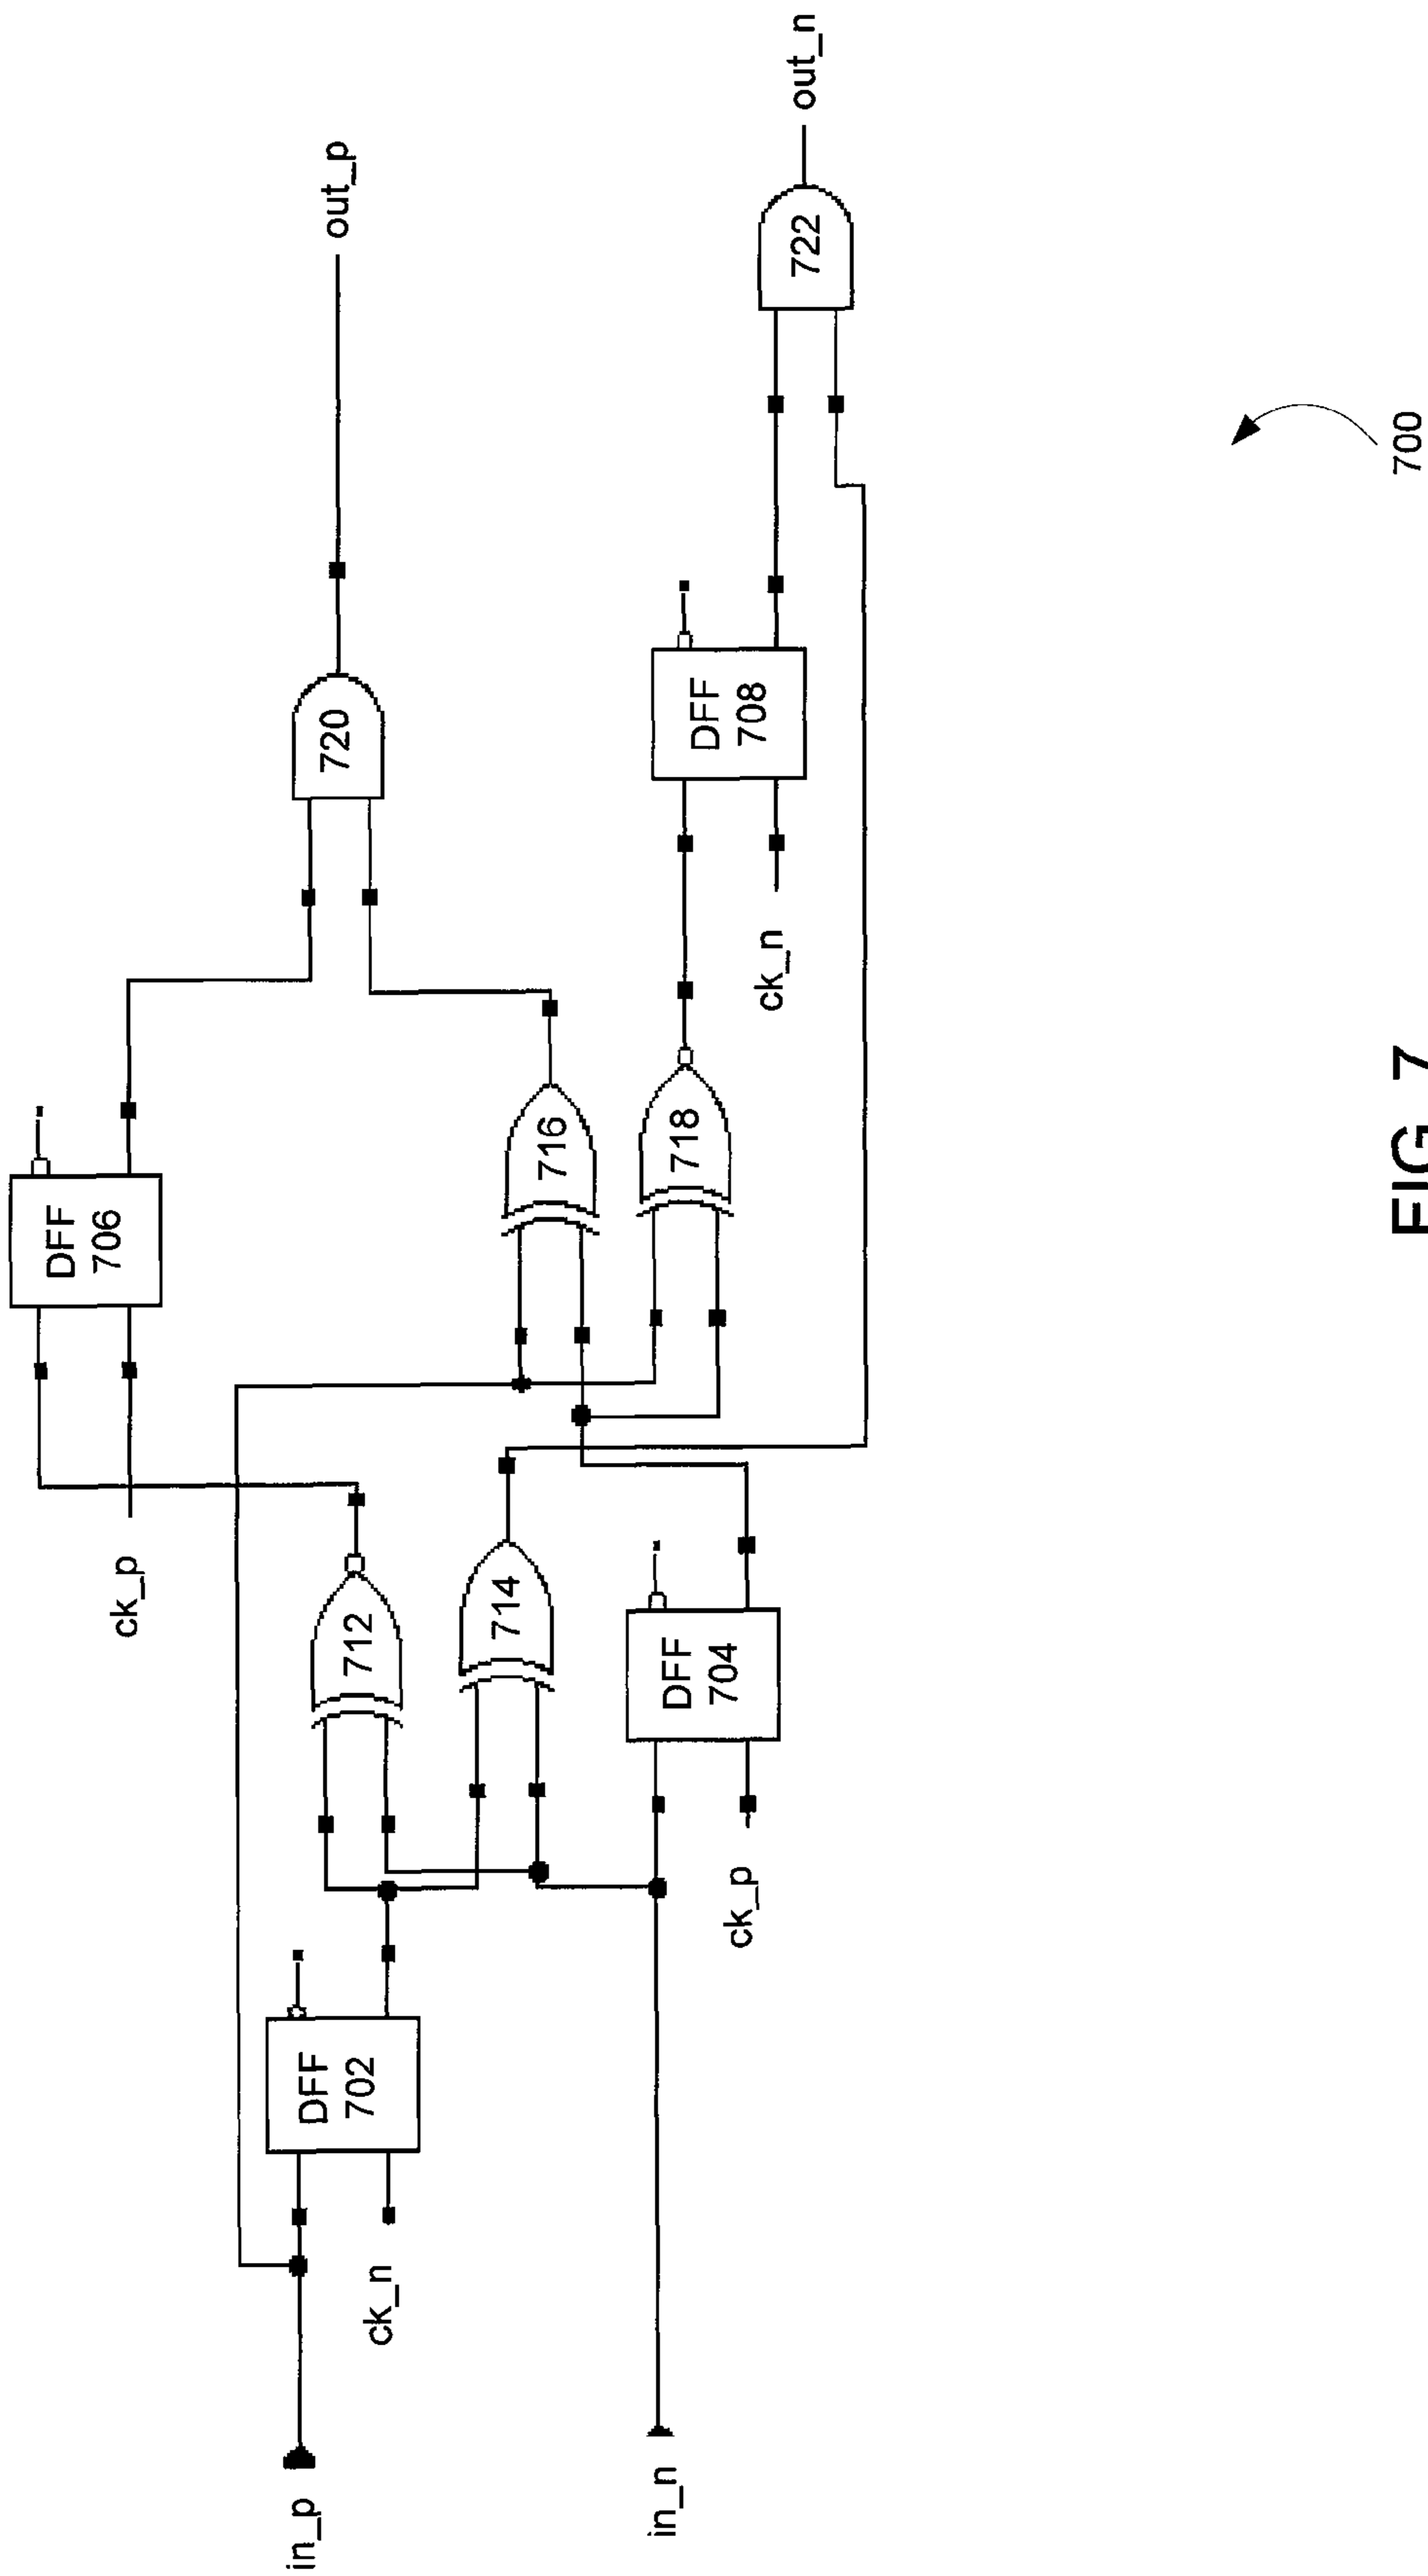 in_p
in_n
ck_n
DFF
702
712
714
ck_p
DFF
704
ck_p
DFF
706
716
718
ck_n
DFF
708
720
722
out_p
out_n
700
FIG. 7